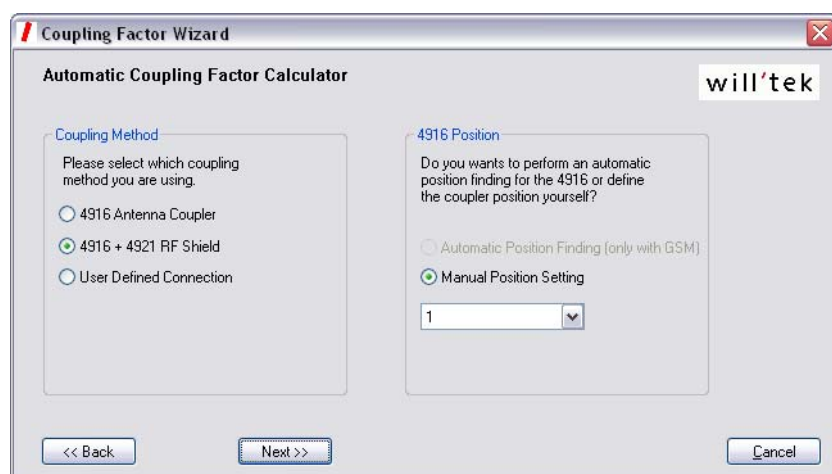 Coupling Factor Wizard
Automatic Coupling Factor Calculator
will'tek
Coupling Method
Please select which coupling
method you are using.
4916 Antenna Coupler
4916 + 4921 RF Shield
User Defined Connection
4916 Position
Do you wants to perform an automatic
position finding for the 4916 or define
the coupler position yourself?
Automatic Position Finding (only with GSM)
Manual Position Setting
1
<< Back
Next >>
Cancel